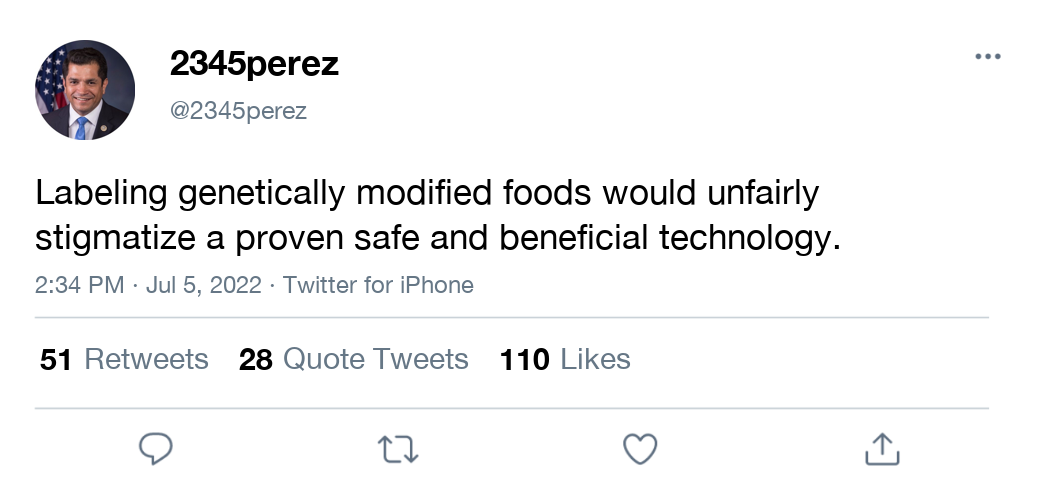 2345perez
@2345perez
Labeling genetically modified foods would unfairly
stigmatize a proven safe and beneficial technology.
2:34 PM · Jul 5, 2022 · Twitter for iPhone
51 Retweets 28 Quote Tweets 110 Likes